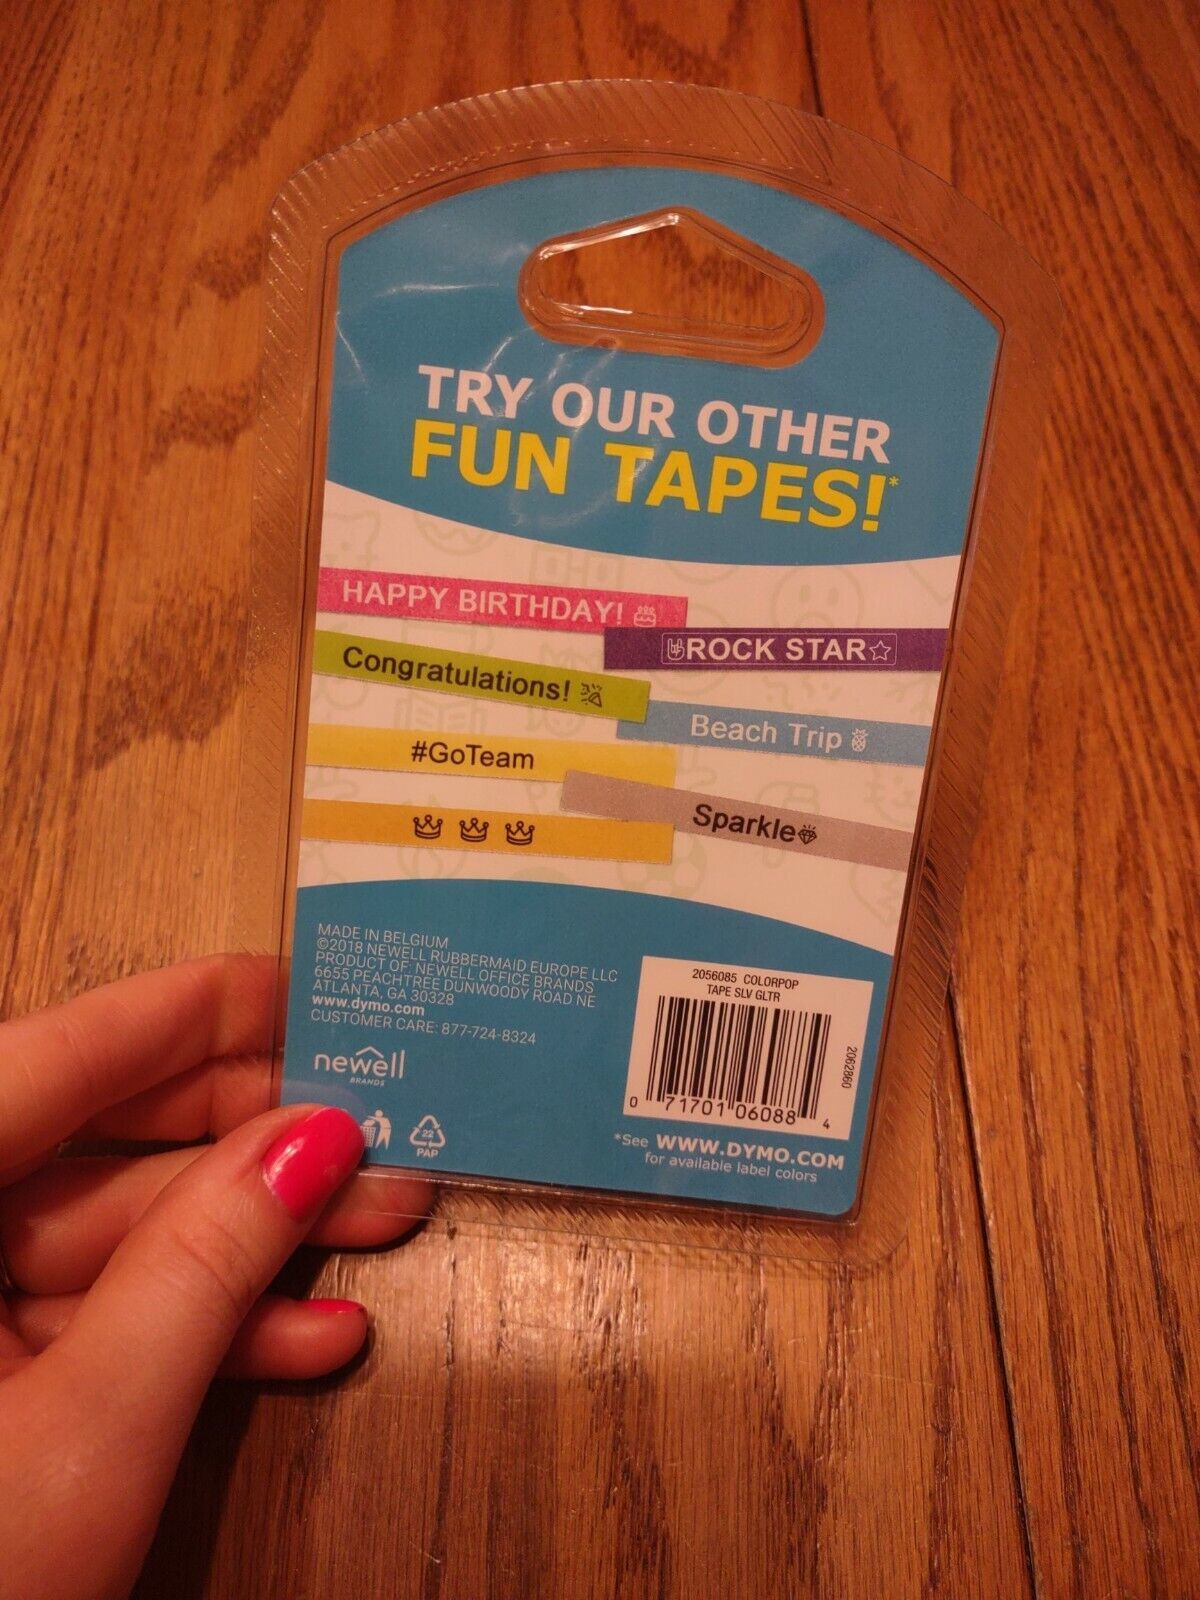 TRY OUR OTHER
FUN TAPES!*
HAPPY BIRTHDAY!
ROCK STAR
Congratulations!
Beach Trip
#GoTeam
Sparkle
MADE IN BELGIUM
©2018 NEWELL RUBBERMAID EUROPE LLC
PRODUCT OF: NEWELL OFFICE BRANDS
6655 PEACHTREE DUNWOODY ROAD NE
ATLANTA, GA 30328
www.dymo.com
CUSTOMER CARE: 877-724-8324
newell
BRANDS
22
PAP
2056085 COLORPOP
TAPE SLV GLTR
2062860
0 71701 06088 4
*See WWW.DYMO.COM
for available label colors